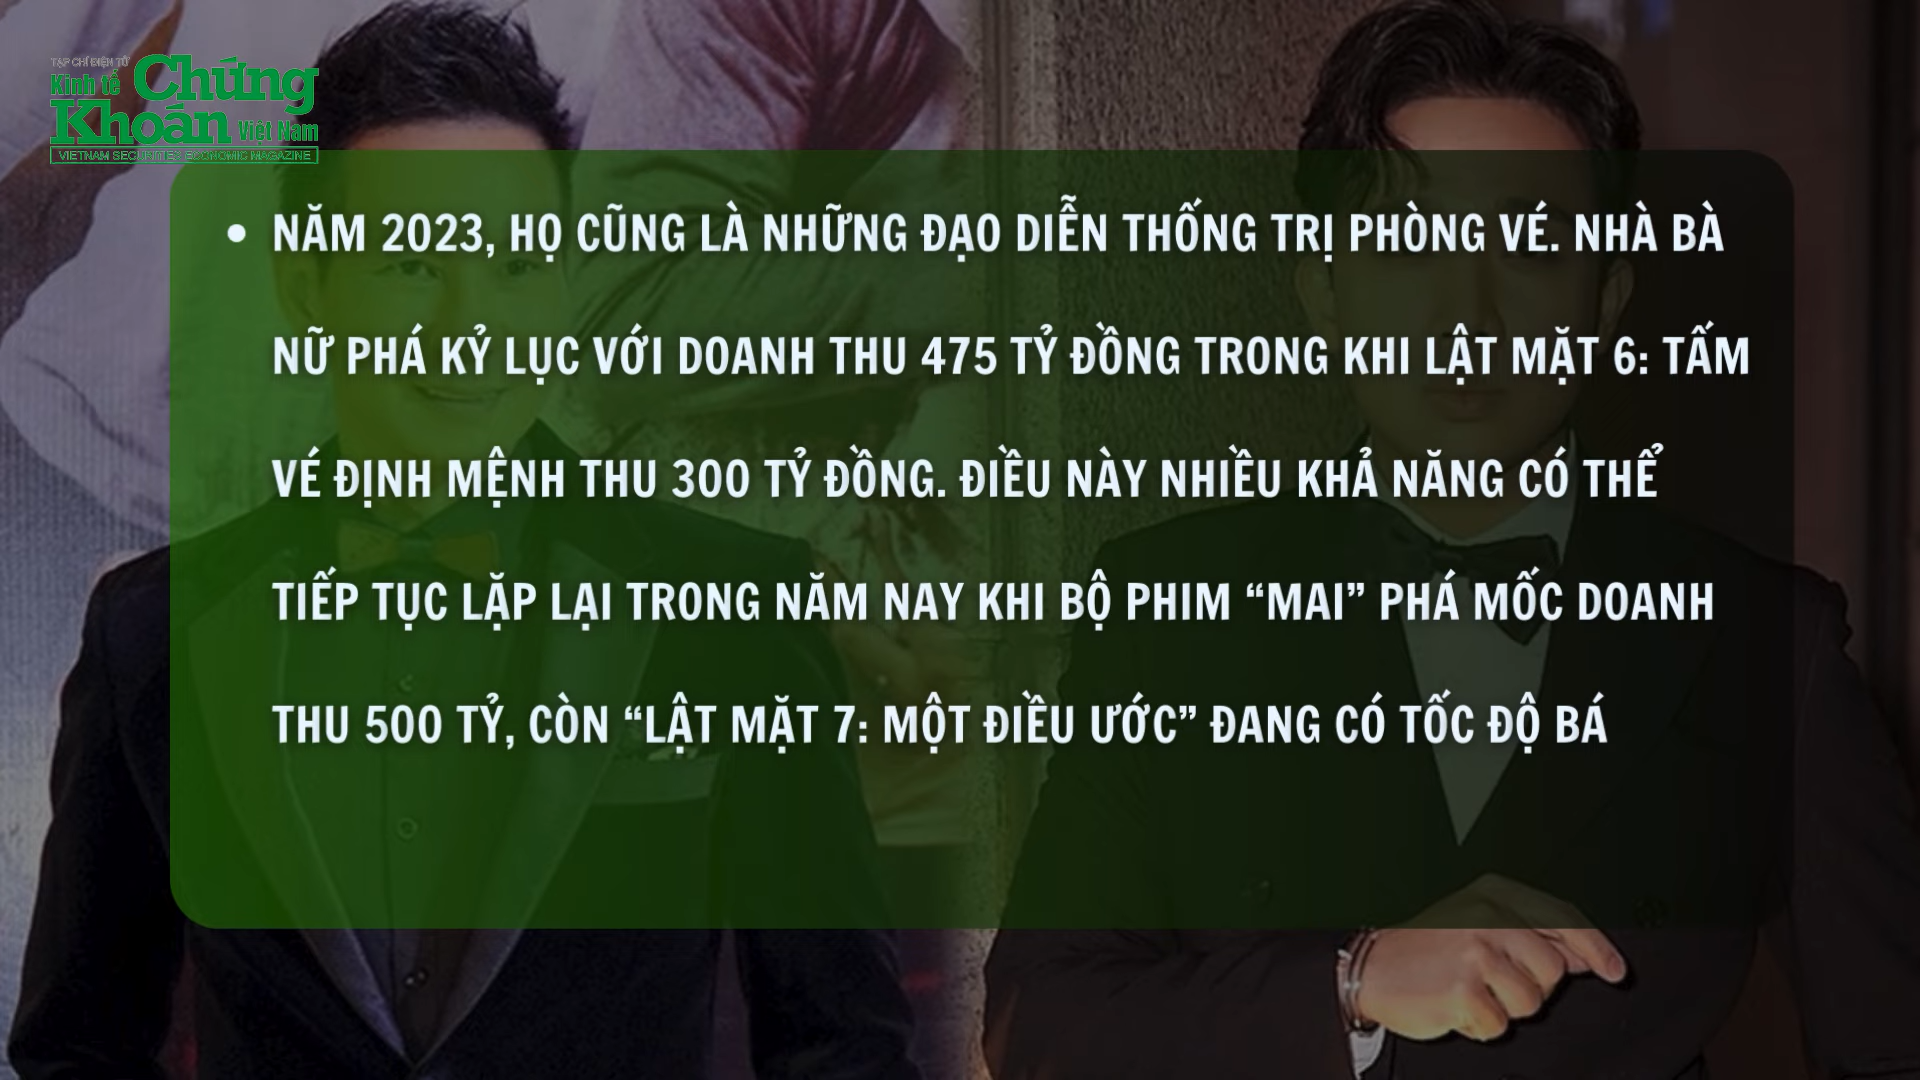 TẠP CHÍ ĐIỆN TỬ
Kinh tế Chứng
Khoán Việt Nam
VIETNAM SECURITIES ECONOMIC MAGAZINE
• NĂM 2023, HỌ CŨNG LÀ NHỮNG ĐẠO DIỄN THỐNG TRỊ PHÒNG VÉ. NHÀ BÀ
NỮ PHÁ KỶ LỤC VỚI DOANH THU 475 TỶ ĐỒNG TRONG KHI LẬT MẶT 6: TẤM
VÉ ĐỊNH MỆNH THU 300 TỶ ĐỒNG. ĐIỀU NÀY NHIỀU KHẢ NĂNG CÓ THỂ
TIẾP TỤC LẶP LẠI TRONG NĂM NAY KHI BỘ PHIM “MAI” PHÁ MỐC DOANH
THU 500 TỶ, CÒN “LẬT MẶT 7: MỘT ĐIỀU ƯỚC” ĐANG CÓ TỐC ĐỘ BÁ